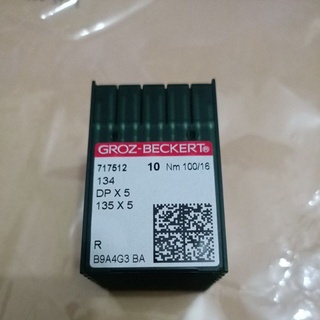 GROZ-BECKERT®
717512 10 Nm 100/16
134
DP X 5
135 X 5
R
B9A4G3 BA